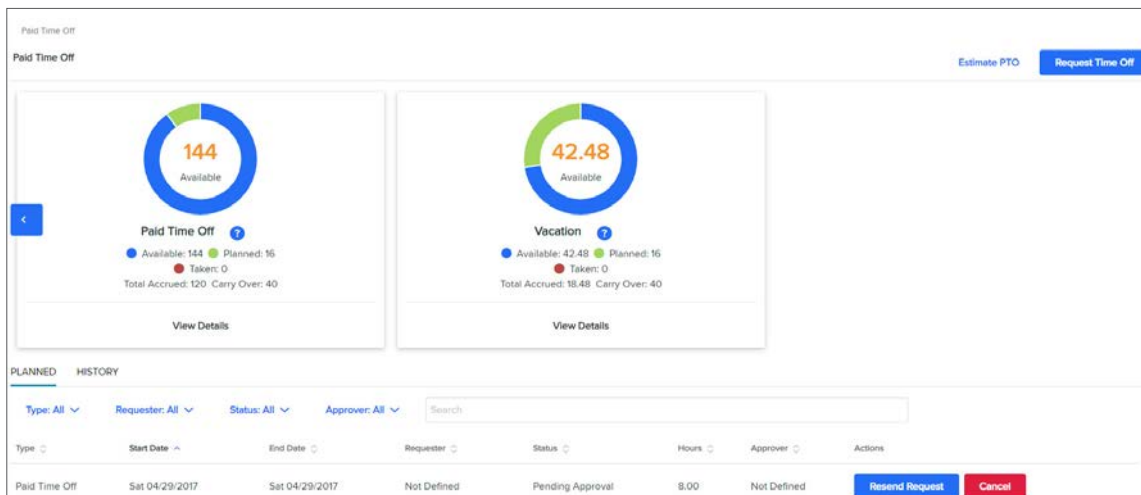 Paid Time Off
Paid Time Off
Estimate PTO
Request Time Off
144
Available
Paid Time Off ?
Available: 144 Planned: 16
Taken: 0
Total Accrued: 120 Carry Over: 40
View Details
42.48
Available
Vacation ?
Available: 42.48 Planned: 16
Taken: 0
Total Accrued: 18.48 Carry Over: 40
View Details
PLANNED HISTORY
Type: All Requester: All Status: All Approver: All Search
Type Start Date End Date Requester Status Hours Approver Actions
Paid Time Off Sat 04/29/2017 Sat 04/29/2017 Not Defined Pending Approval 8.00 Not Defined Resend Request Cancel